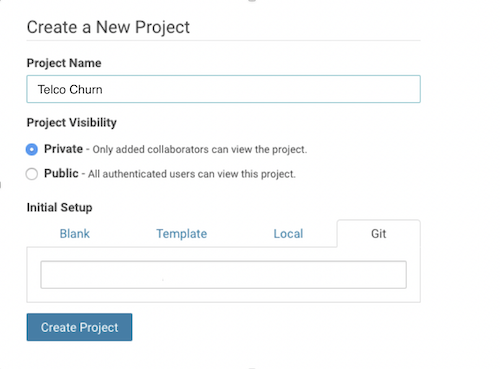 Create a New Project
Project Name
Telco Churn
Project Visibility
Private - Only added collaborators can view the project.
Public - All authenticated users can view this project.
Initial Setup
Blank Template Local Git
Create Project